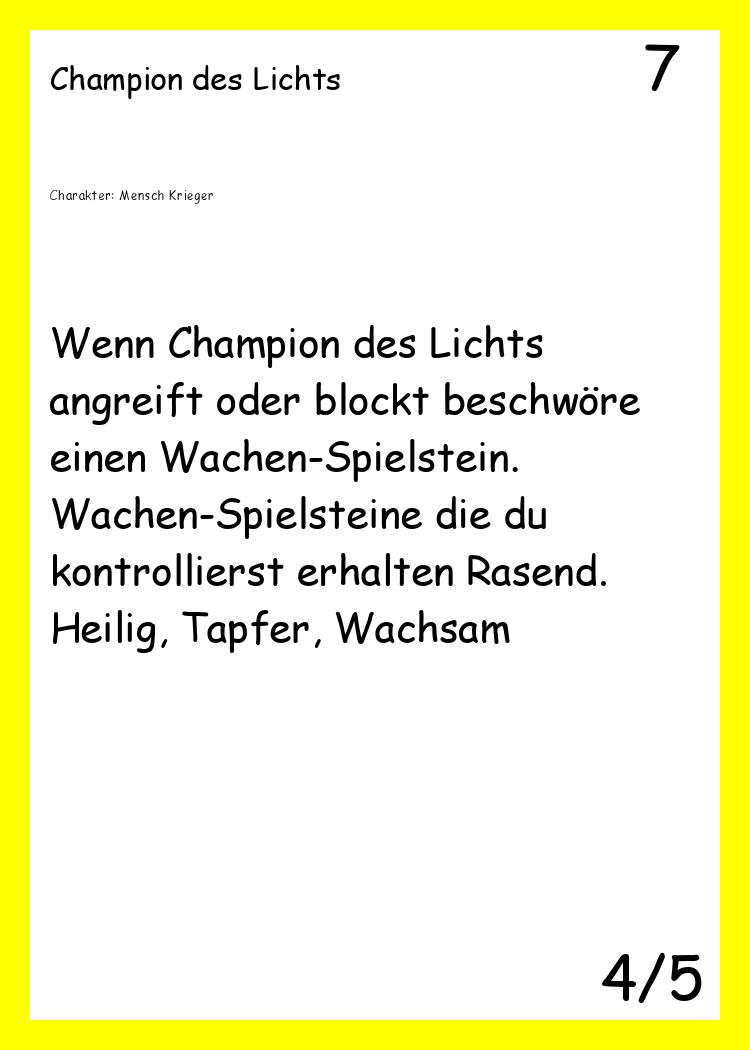 Champion des Lichts
7
Charakter: Mensch Krieger
Wenn Champion des Lichts
angreift oder blockt beschwöre
einen Wachen-Spielstein.
Wachen-Spielsteine die du
kontrollierst erhalten Rasend.
Heilig, Tapfer, Wachsam
4/5